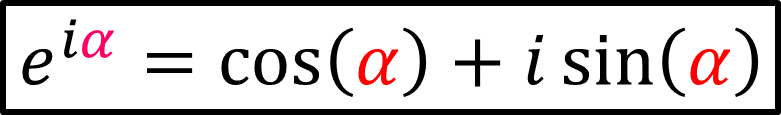 e^{iα} = cos(α) + i sin(α)